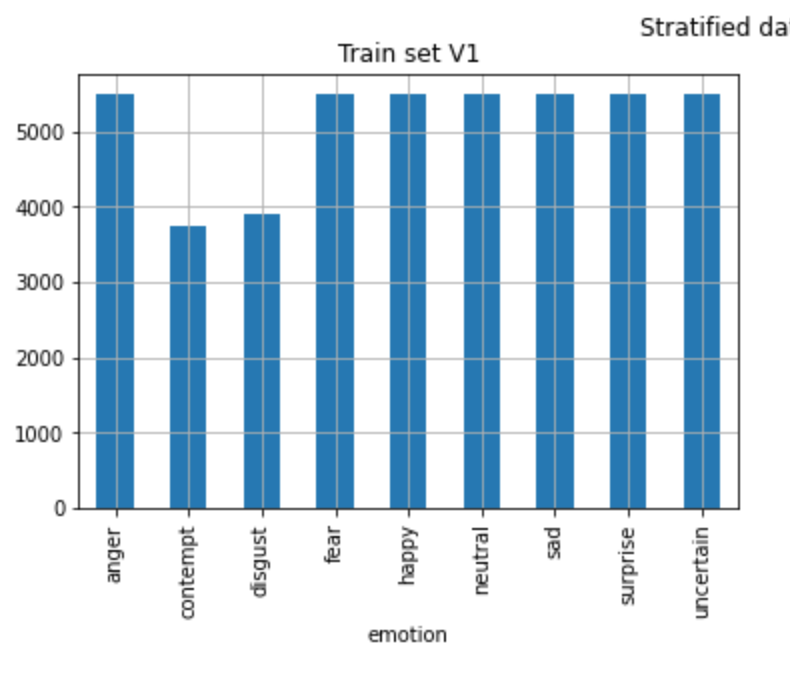 Stratified da
Train set V1
5000
4000
3000
2000
1000
0
anger
contempt
disgust
fear
happy
neutral
sad
surprise
uncertain
emotion